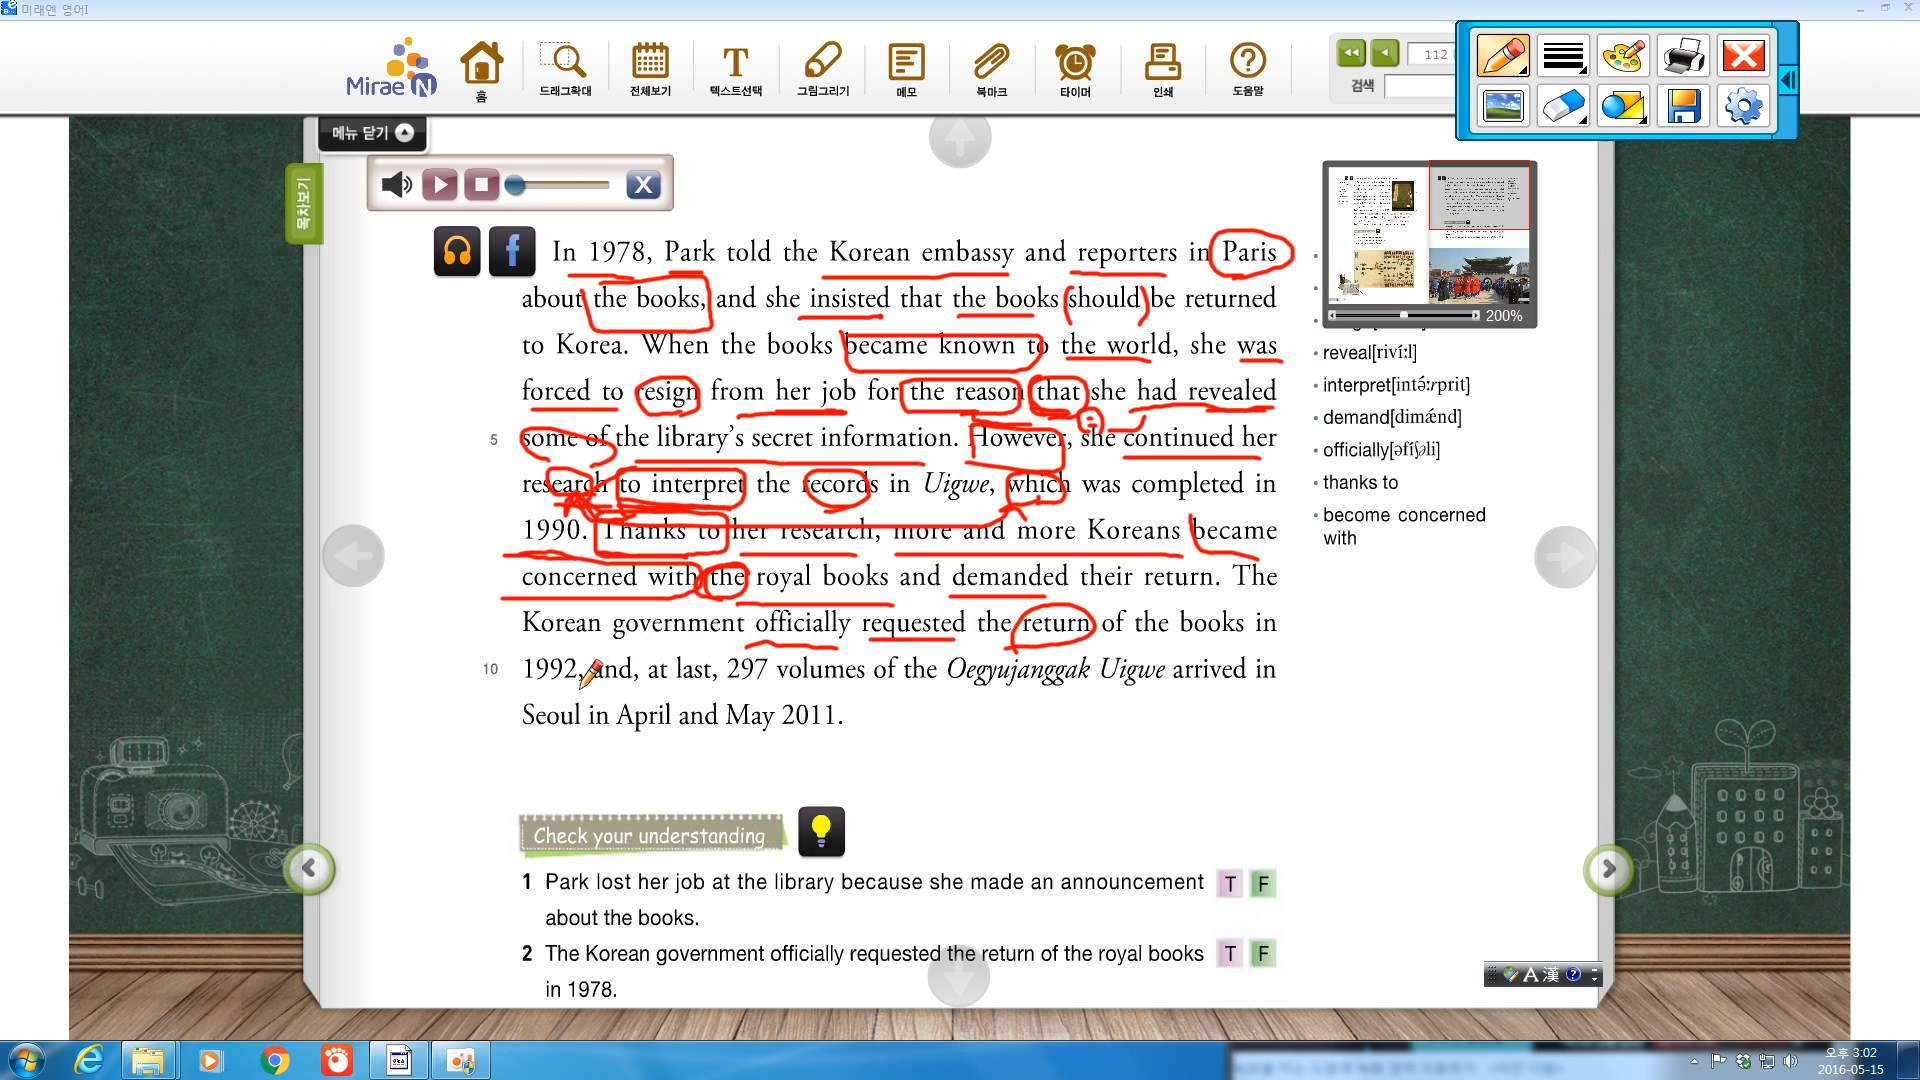 미래엔 영어I
Mirae N
홈
드래그확대
전체보기
텍스트선택
그림그리기
메모
북마크
타이머
인쇄
도움말
112
검색
메뉴 닫기
목차보기
In 1978, Park told the Korean embassy and reporters in Paris
about the books, and she insisted that the books should be returned
to Korea. When the books became known to the world, she was
forced to resign from her job for the reason that she had revealed
5 some of the library's secret information. However, she continued her
research to interpret the records in Uigwe, which was completed in
1990. Thanks to her research, more and more Koreans became
concerned with the royal books and demanded their return. The
Korean government officially requested the return of the books in
10 1992, and, at last, 297 volumes of the Oegyujanggak Uigwe arrived in
Seoul in April and May 2011.
200%
reveal[riví:l]
interpret[intə́:rprit]
demand[dimǽnd]
officially[əfíʃəli]
thanks to
become concerned
with
Check your understanding
1 Park lost her job at the library because she made an announcement T F
about the books.
2 The Korean government officially requested the return of the royal books T F
in 1978.
A 漢
오후 3:02
2016-05-15